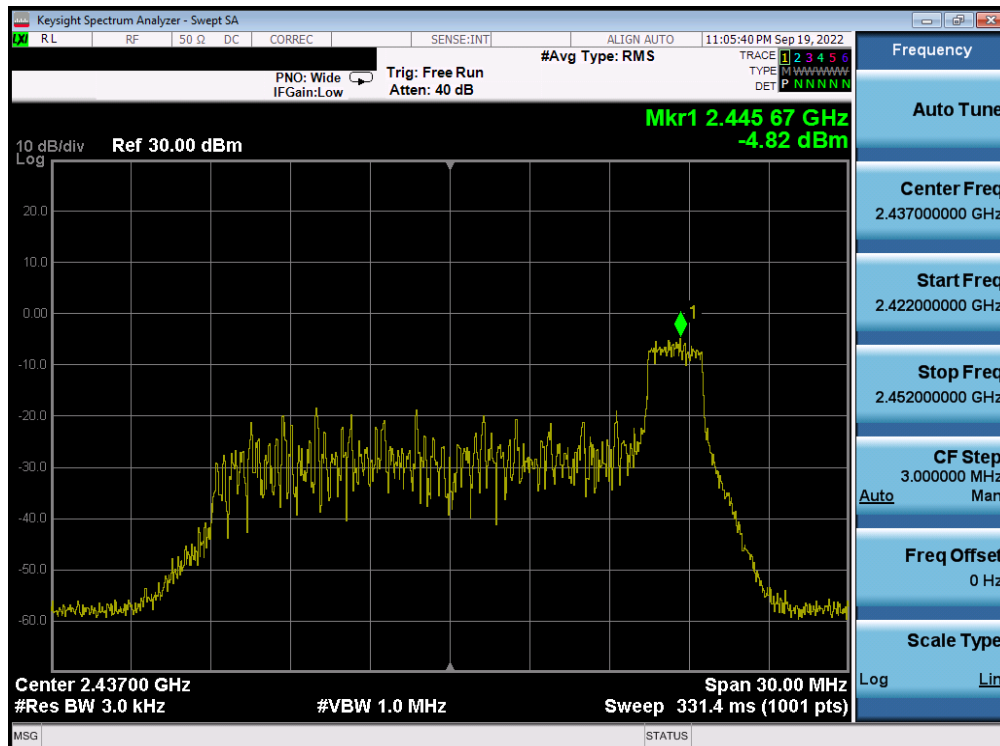 Keysight Spectrum Analyzer - Swept SA
LXI RL RF 50 Ω DC CORREC SENSE:INT ALIGN AUTO 11:05:40 PM Sep 19, 2022
#Avg Type: RMS
TRACE 1 2 3 4 5 6
PNO: Wide Trig: Free Run
TYPE M WWWWW
IFGain:Low Atten: 40 dB
DET P N N N N N
Mkr1 2.445 67 GHz
-4.82 dBm
10 dB/div Ref 30.00 dBm
Log
20.0
0.00
1
-10.0
-20.0
-30.0
-40.0
-50.0
-60.0
Center 2.43700 GHz Span 30.00 MHz
#Res BW 3.0 kHz #VBW 1.0 MHz Sweep 331.4 ms (1001 pts)
MSG STATUS
Frequency
Auto Tune
Center Freq
2.437000000 GHz
Start Freq
2.422000000 GHz
Stop Freq
2.452000000 GHz
CF Step
3.000000 MHz
Auto Man
Freq Offset
0 Hz
Scale Type
Log Lin